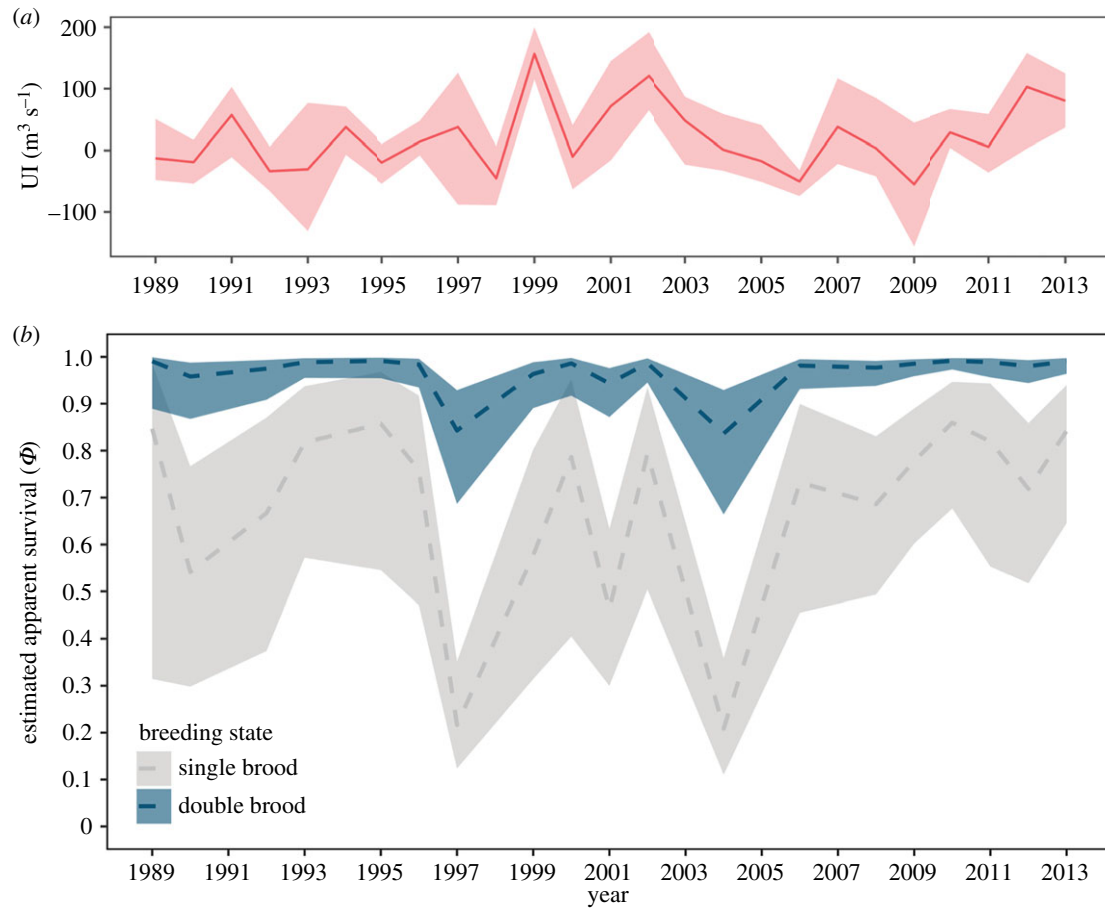 (a)
UI (m³ s⁻¹)
200
100
0
−100
1989 1991 1993 1995 1997 1999 2001 2003 2005 2007 2009 2011 2013
(b)
estimated apparent survival (Φ)
1.0
0.9
0.8
0.7
0.6
0.5
0.4
0.3
0.2
0.1
0
breeding state
single brood
double brood
1989 1991 1993 1995 1997 1999 2001 2003 2005 2007 2009 2011 2013
year